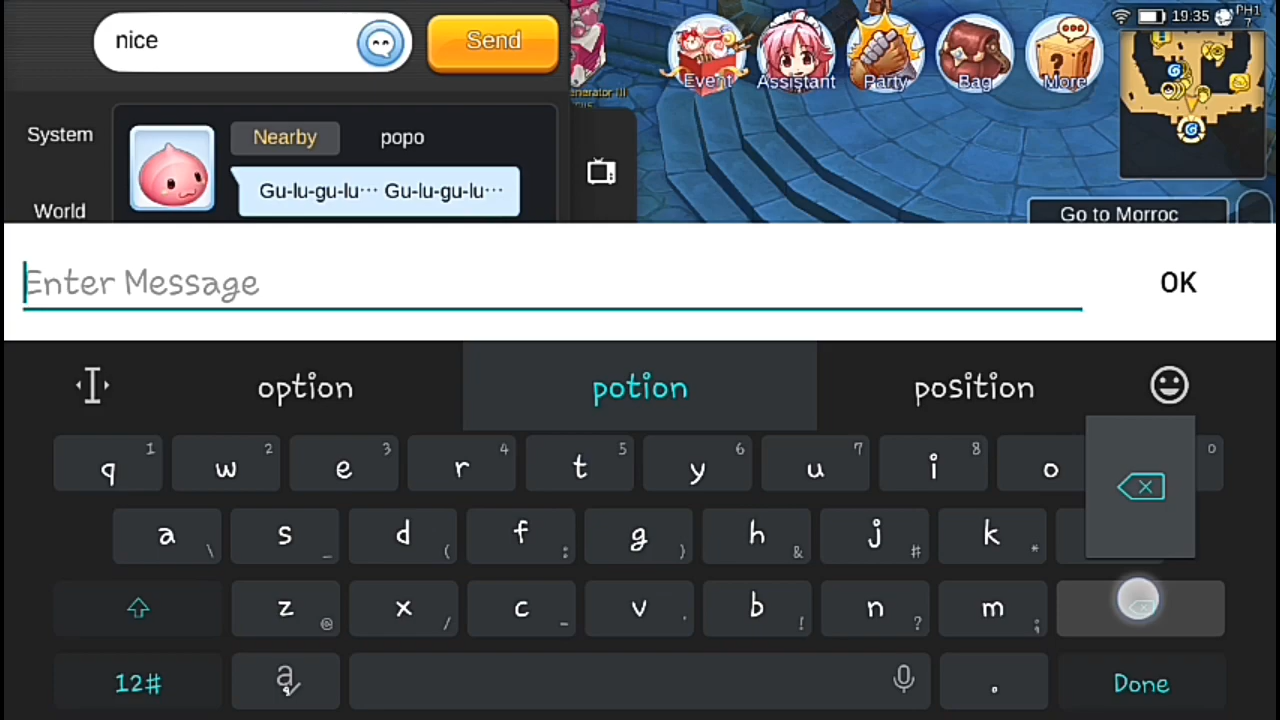 nice
Send
Event
Assistant
Party
Bag
More
19:35
PH1
7
System
World
Nearby
popo
Gu-lu-gu-lu··· Gu-lu-gu-lu···
Go to Morroc
Enter Message
OK
option
potion
position
q 1 w 2 e 3 r 4 t 5 y 6 u 7 i 8 o 0
a \ s _ d ( f : g ) h & j # k *
z @ x / c - v ' b ! n ? m ;
12# a . Done